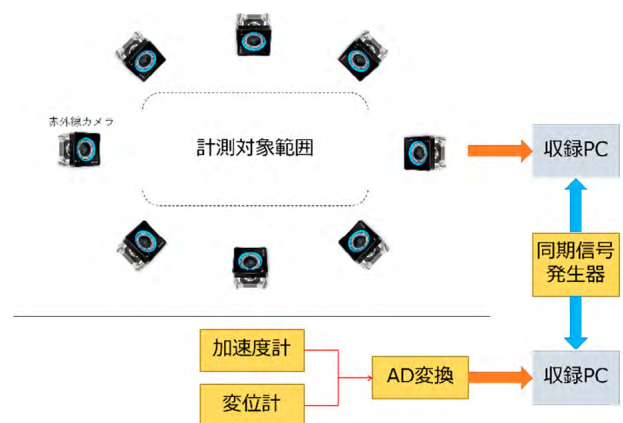 赤外線カメラ
計測対象範囲
収録PC
同期信号
発生器
加速度計
変位計
AD変換
収録PC